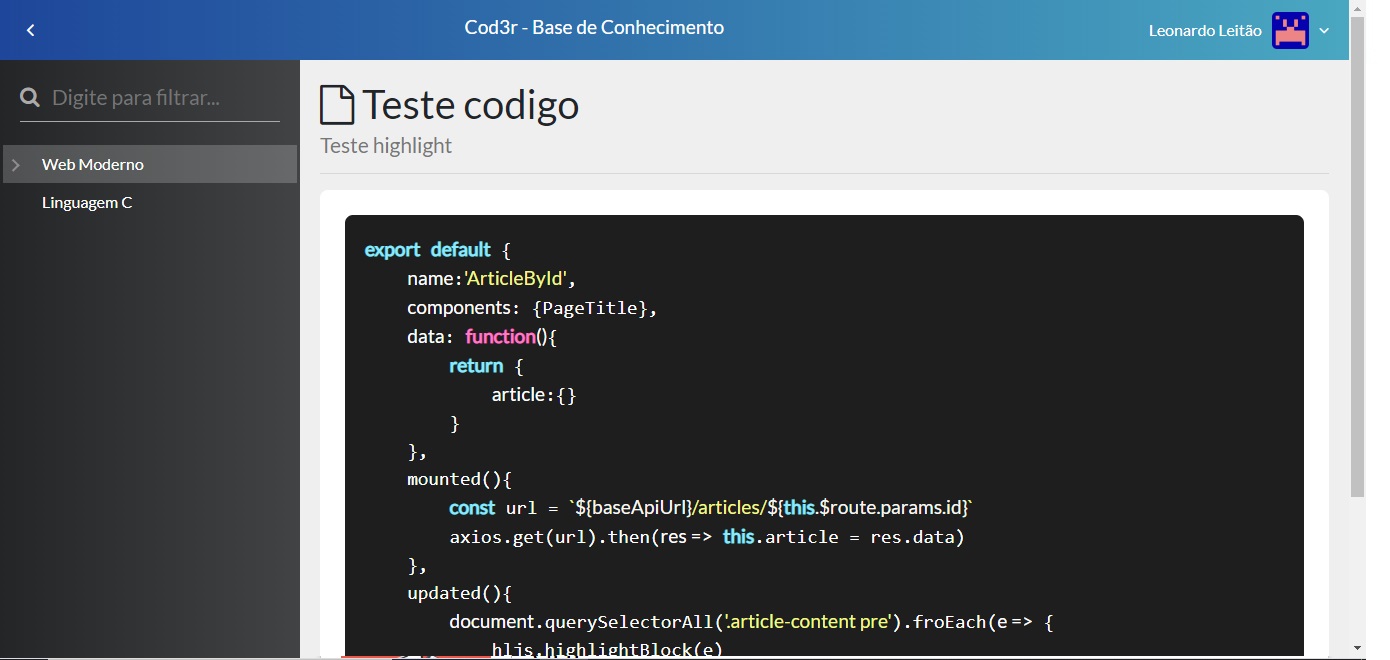 Cod3r - Base de Conhecimento
Leonardo Leitão
Digite para filtrar...
Web Moderno
Linguagem C
Teste codigo
Teste highlight
export default {
name:'ArticleById',
components: {PageTitle},
data: function(){
return {
article:{}
}
},
mounted(){
const url = `${baseApiUrl}/articles/${this.$route.params.id}`
axios.get(url).then(res=> this.article = res.data)
},
updated(){
document.querySelectorAll('.article-content pre').froEach(e=> {
hljs.highlightBlock(e)